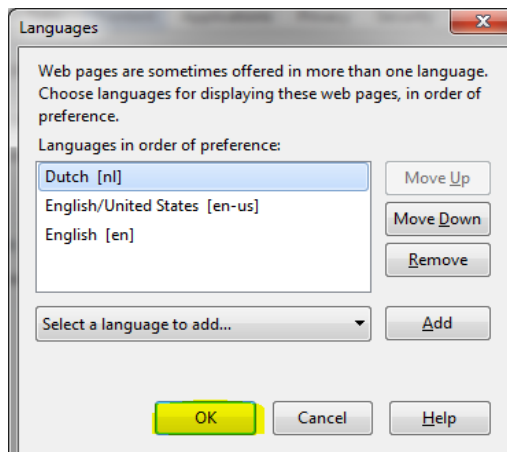 Languages
Web pages are sometimes offered in more than one language.
Choose languages for displaying these web pages, in order of
preference.
Languages in order of preference:
Dutch [nl]
English/United States [en-us]
English [en]
Move Up
Move Down
Remove
Select a language to add...
Add
OK
Cancel
Help